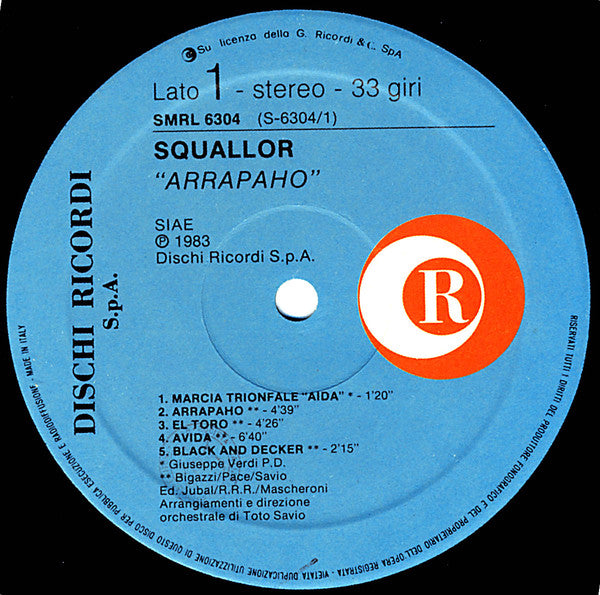 Su licenza della G. Ricordi & C. SpA
Lato 1 - stereo - 33 giri
SMRL 6304 (S-6304/1)
SQUALLOR
"ARRAPAHO"
SIAE
℗ 1983
Dischi Ricordi S.p.A.
DISCHI RICORDI
S.p.A.
R
1. MARCIA TRIONFALE "AIDA" * - 1'20"
2. ARRAPAHO ** - 4'39"
3. EL TORO ** - 4'26"
4. AVIDA ** - 6'40"
5. BLACK AND DECKER ** - 2'15"
* Giuseppe Verdi P.D.
** Bigazzi/Pace/Savio
Ed. Jubal/R.R.R./Mascheroni
Arrangiamenti e direzione
orchestrale di Toto Savio
RISERVATI TUTTI I DIRITTI DEL PRODUTTORE FONOGRAFICO E DEL PROPRIETARIO DELL'OPERA REGISTRATA - VIETATA DUPLICAZIONE UTILIZZAZIONE DI QUESTO DISCO PER PUBBLICA ESECUZIONE E RADIODIFFUSIONE - MADE IN ITALY